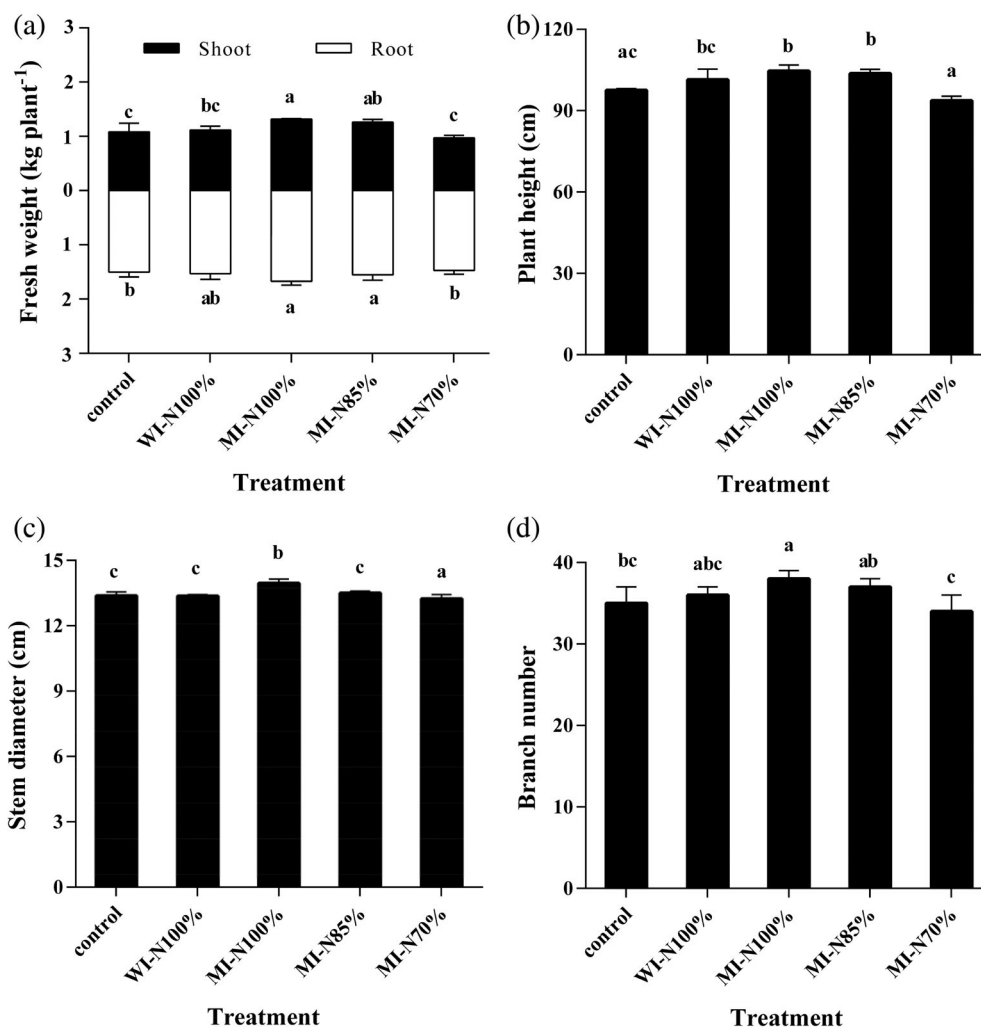 (a)
Shoot Root
Fresh weight (kg plant⁻¹)
3
2
1
0
1
2
3
c bc a ab c
b ab a a b
control WI-N100% MI-N100% MI-N85% MI-N70%
Treatment
(b)
Plant height (cm)
120
90
60
30
0
ac bc b b a
control WI-N100% MI-N100% MI-N85% MI-N70%
Treatment
(c)
Stem diameter (cm)
15
12
9
6
3
0
c c b c a
control WI-N100% MI-N100% MI-N85% MI-N70%
Treatment
(d)
Branch number
40
30
20
10
0
bc abc a ab c
control WI-N100% MI-N100% MI-N85% MI-N70%
Treatment